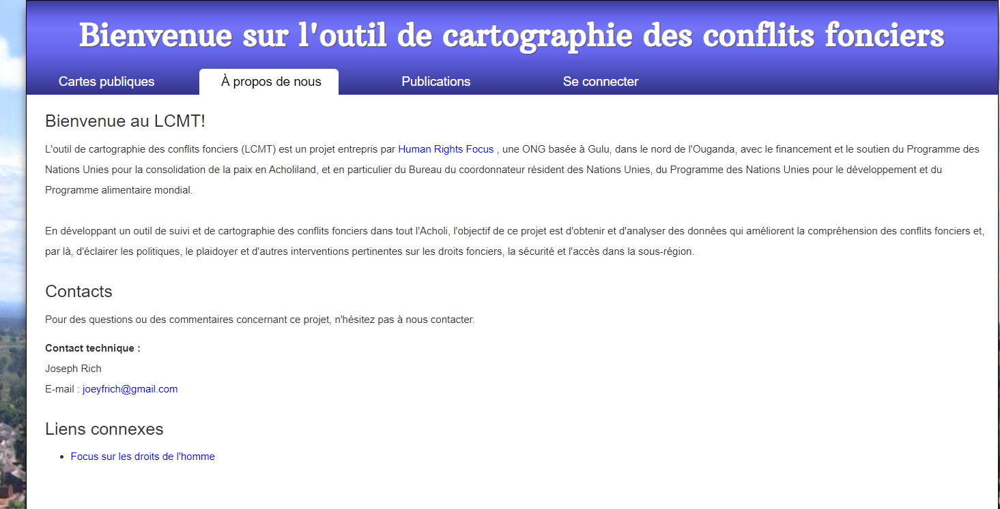 Bienvenue sur l'outil de cartographie des conflits fonciers
Cartes publiques
À propos de nous
Publications
Se connecter
Bienvenue au LCMT!
L'outil de cartographie des conflits fonciers (LCMT) est un projet entrepris par Human Rights Focus , une ONG basée à Gulu, dans le nord de l'Ouganda, avec le financement et le soutien du Programme des
Nations Unies pour la consolidation de la paix en Acholiland, et en particulier du Bureau du coordonnateur résident des Nations Unies, du Programme des Nations Unies pour le développement et du
Programme alimentaire mondial.
En développant un outil de suivi et de cartographie des conflits fonciers dans tout l'Acholi, l'objectif de ce projet est d'obtenir et d'analyser des données qui améliorent la compréhension des conflits fonciers et,
par là, d'éclairer les politiques, le plaidoyer et d'autres interventions pertinentes sur les droits fonciers, la sécurité et l'accès dans la sous-région.
Contacts
Pour des questions ou des commentaires concernant ce projet, n'hésitez pas à nous contacter.
Contact technique :
Joseph Rich
E-mail : joeyfrich@gmail.com
Liens connexes
• Focus sur les droits de l'homme